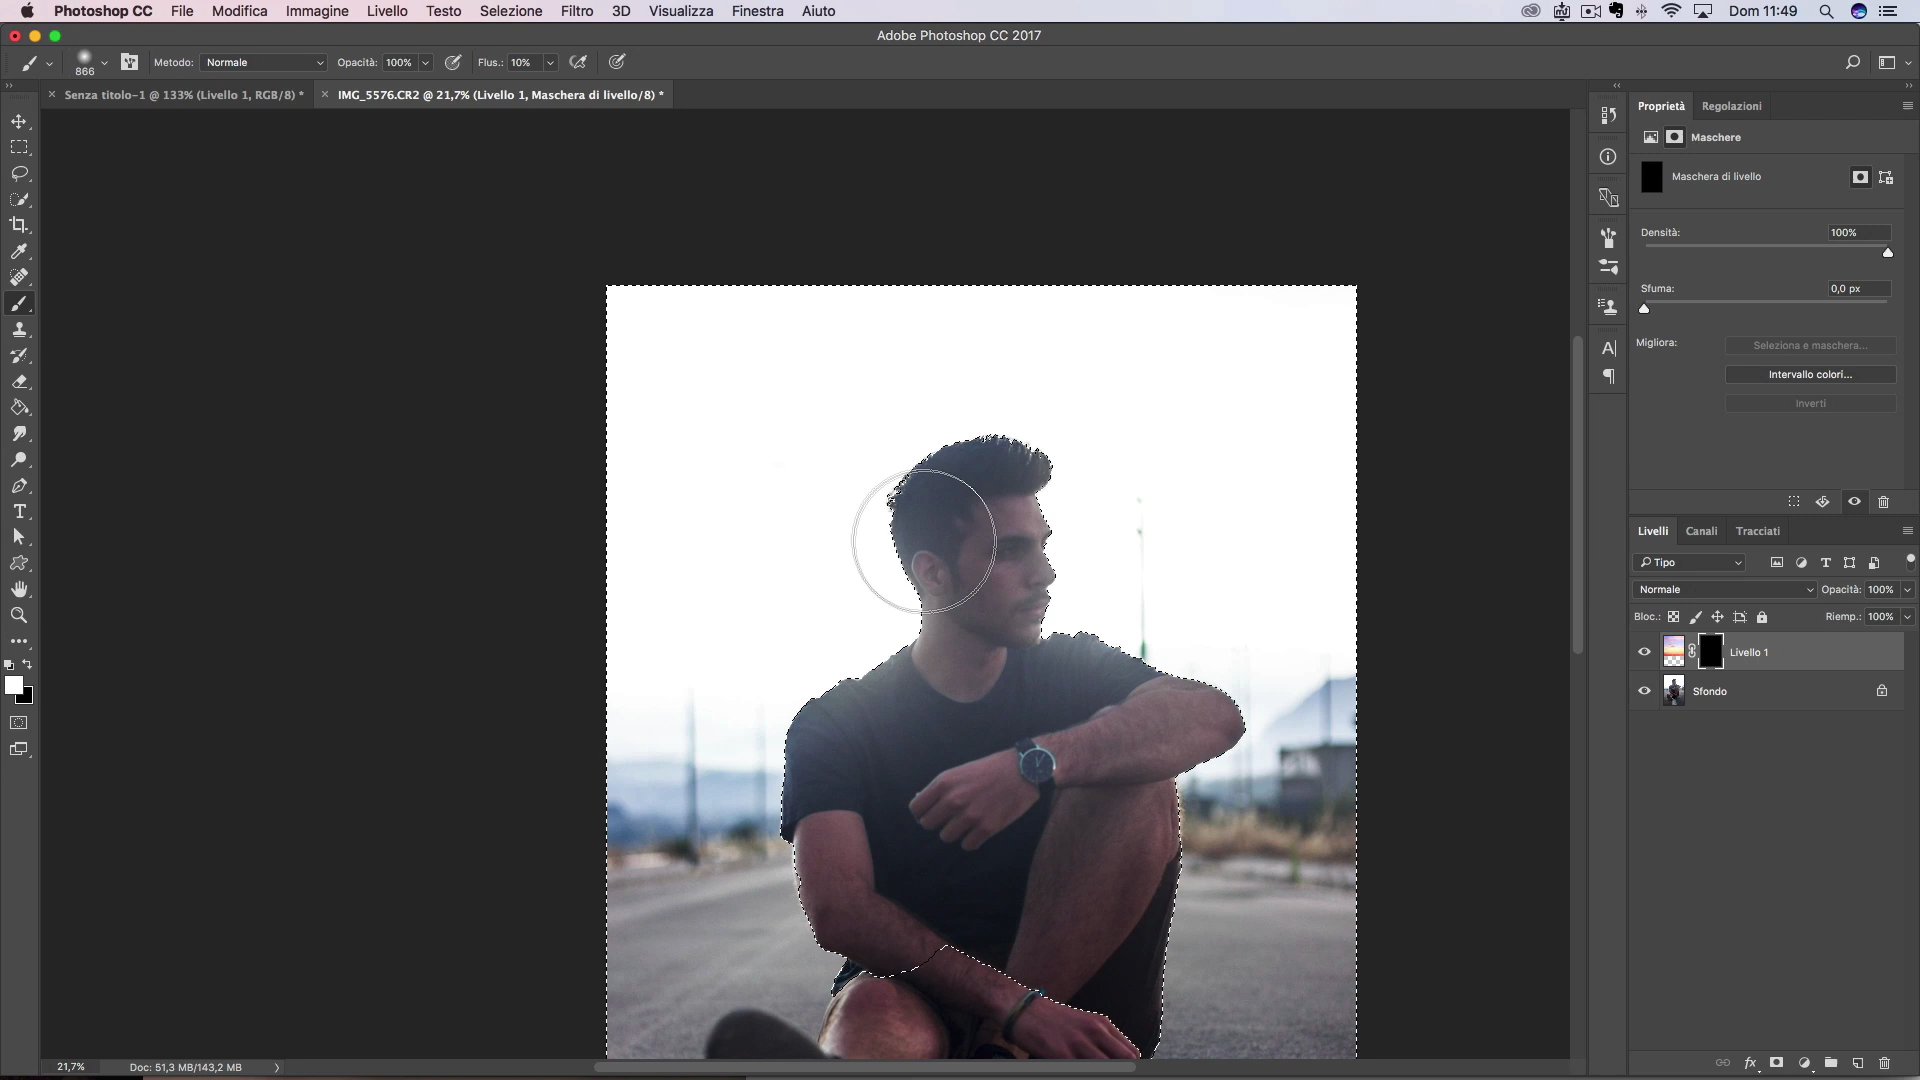 Photoshop CC File Modifica Immagine Livello Testo Selezione Filtro 3D Visualizza Finestra Aiuto Dom 11:49
Adobe Photoshop CC 2017
866 Metodo: Normale Opacità: 100% Flus.: 10%
Senza titolo-1 @ 133% (Livello 1, RGB/8) * IMG_5576.CR2 @ 21,7% (Livello 1, Maschera di livello/8) *
Proprietà Regolazioni
Maschere
Maschera di livello
Densità: 100%
Sfuma: 0,0 px
Migliora: Seleziona e maschera...
Intervallo colori...
Inverti
Livelli Canali Tracciati
Tipo
Normale Opacità: 100%
Bloc.: Riemp.: 100%
Livello 1
Sfondo
21,7% Doc: 51,3 MB/143,2 MB